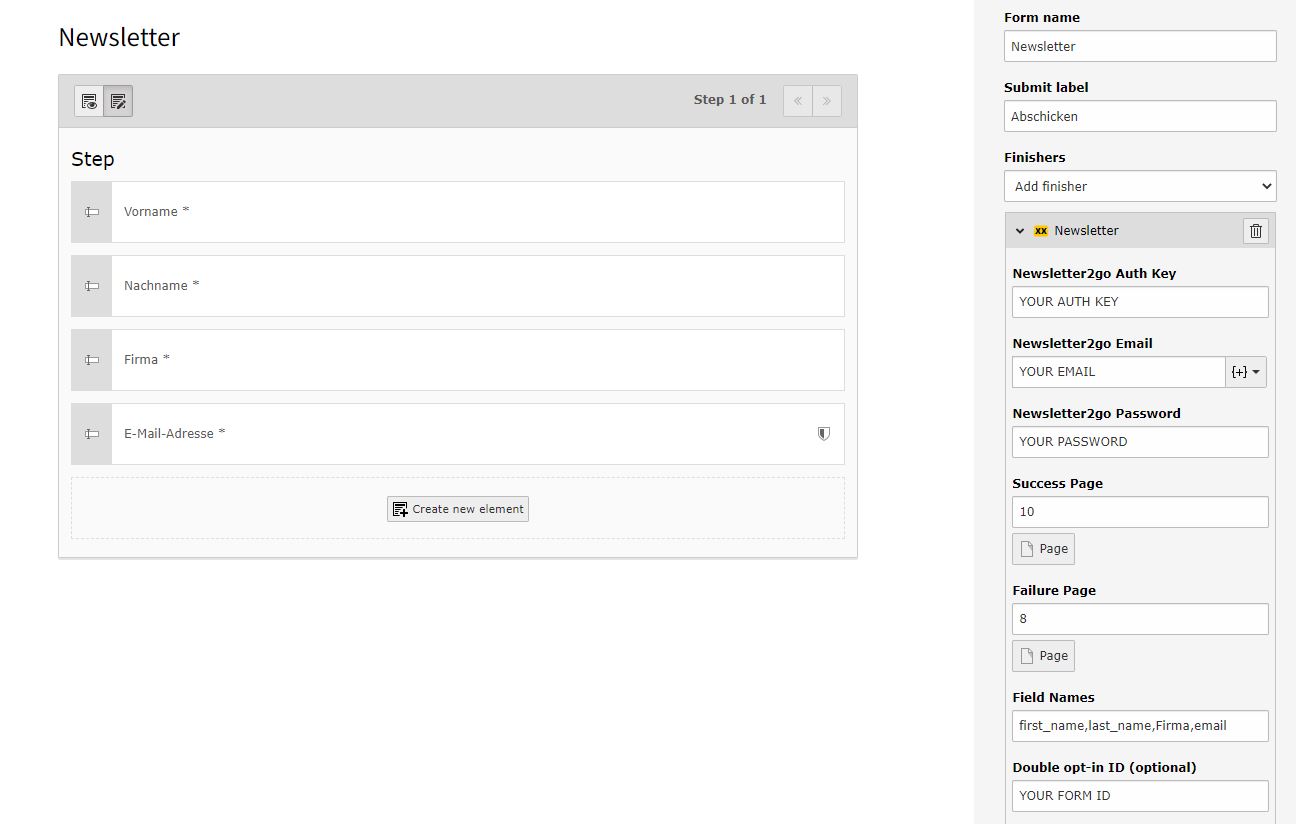 Newsletter
Step 1 of 1
« »
Step
Vorname *
Nachname *
Firma *
E-Mail-Adresse *
Create new element
Form name
Newsletter
Submit label
Abschicken
Finishers
Add finisher
xx Newsletter
Newsletter2go Auth Key
YOUR AUTH KEY
Newsletter2go Email
YOUR EMAIL
{+}
Newsletter2go Password
YOUR PASSWORD
Success Page
10
Page
Failure Page
8
Page
Field Names
first_name,last_name,Firma,email
Double opt-in ID (optional)
YOUR FORM ID